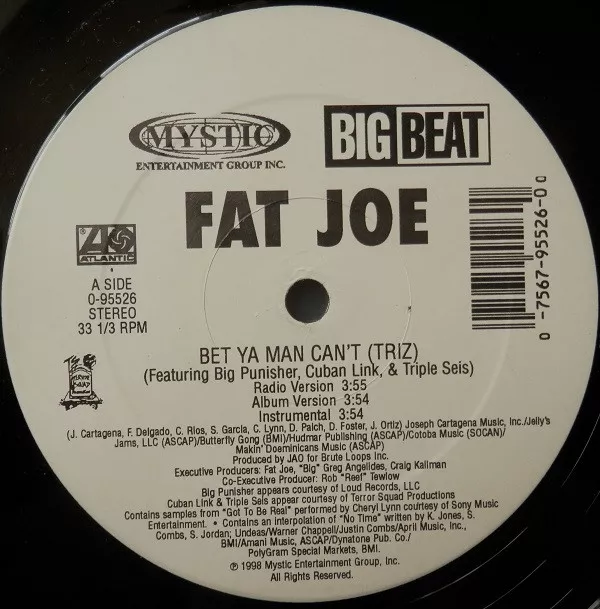 MYSTIC
ENTERTAINMENT GROUP INC.
BIG BEAT
FAT JOE
ATLANTIC
A SIDE
0-95526
STEREO
33 1/3 RPM
0 -7567-95526-0 0
BET YA MAN CAN'T (TRIZ)
(Featuring Big Punisher, Cuban Link, & Triple Seis)
Radio Version 3:55
Album Version 3:54
Instrumental 3:54
(J. Cartagena, F. Delgado, C. Rios, S. Garcia, C. Lynn, D. Paich, D. Foster, J. Ortiz) Joseph Cartagena Music, Inc./Jelly's
Jams, LLC (ASCAP)/Butterfly Gong (BMI)/Hudmar Publishing (ASCAP)/Cotoba Music (SOCAN)/
Makin' Doeminicans Music (ASCAP)
Produced by JAO for Brute Loops Inc.
Executive Producers: Fat Joe, "Big" Greg Angelides, Craig Kallman
Co-Executive Producer: Rob "Reef" Tewlow
Big Punisher appears courtesy of Loud Records, LLC
Cuban Link & Triple Seis appear courtesy of Terror Squad Productions
Contains samples from "Got To Be Real" performed by Cheryl Lynn courtesy of Sony Music
Entertainment. • Contains an interpolation of "No Time" written by K. Jones, S.
Combs, S. Jordan; Undeas/Warner Chappell/Justin Combs/April Music, Inc.,
BMI/Amani Music, ASCAP/Dynatone Pub. Co./
PolyGram Special Markets, BMI.
℗ 1998 Mystic Entertainment Group, Inc.
All Rights Reserved.